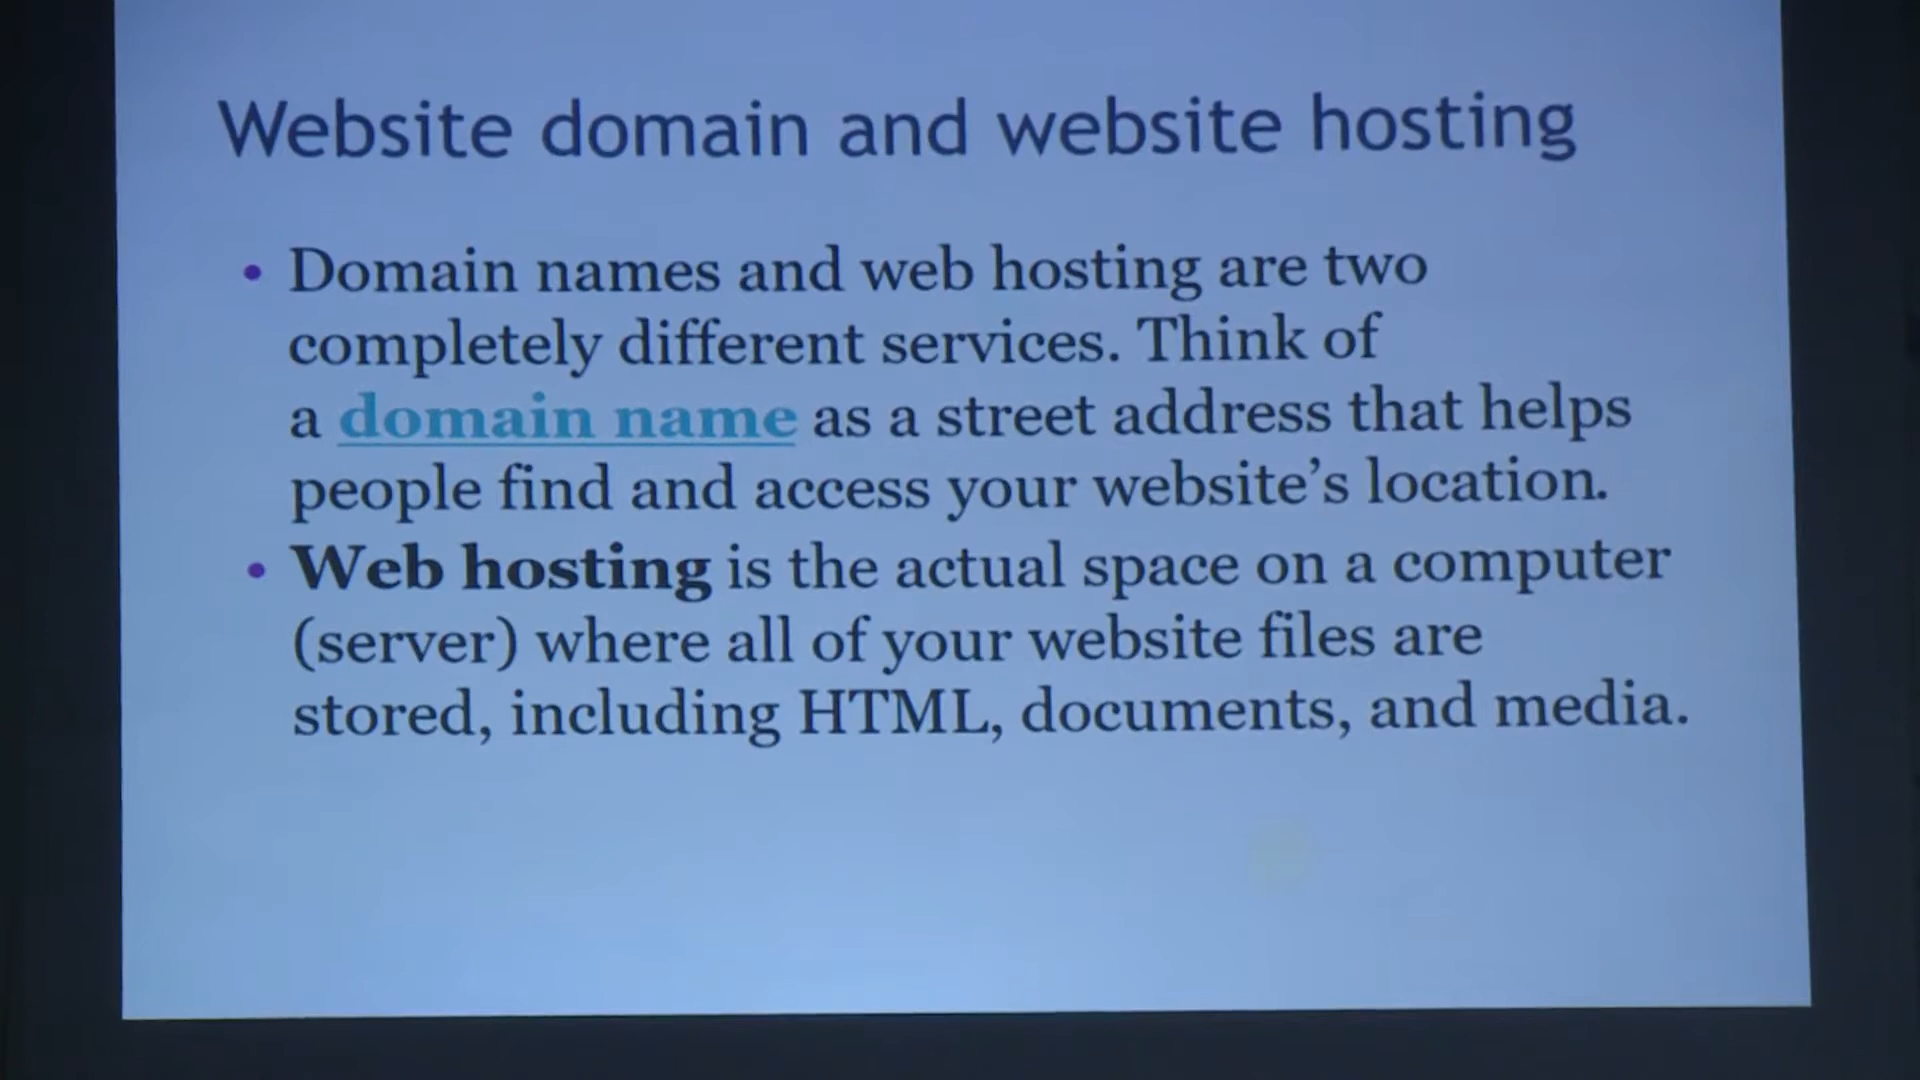 Website domain and website hosting
• Domain names and web hosting are two
completely different services. Think of
a domain name as a street address that helps
people find and access your website’s location.
• Web hosting is the actual space on a computer
(server) where all of your website files are
stored, including HTML, documents, and media.